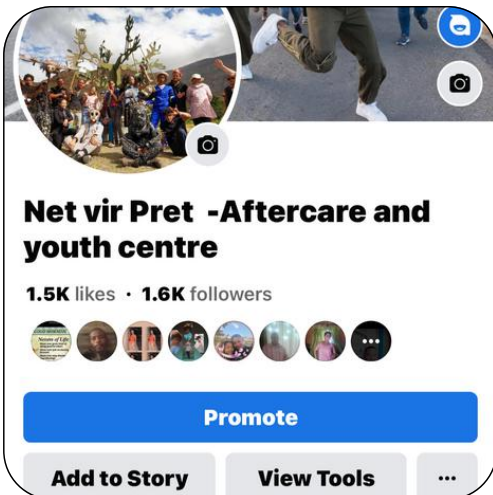 Net vir Pret -Aftercare and
youth centre
1.5K likes · 1.6K followers
Promote
Add to Story View Tools ...